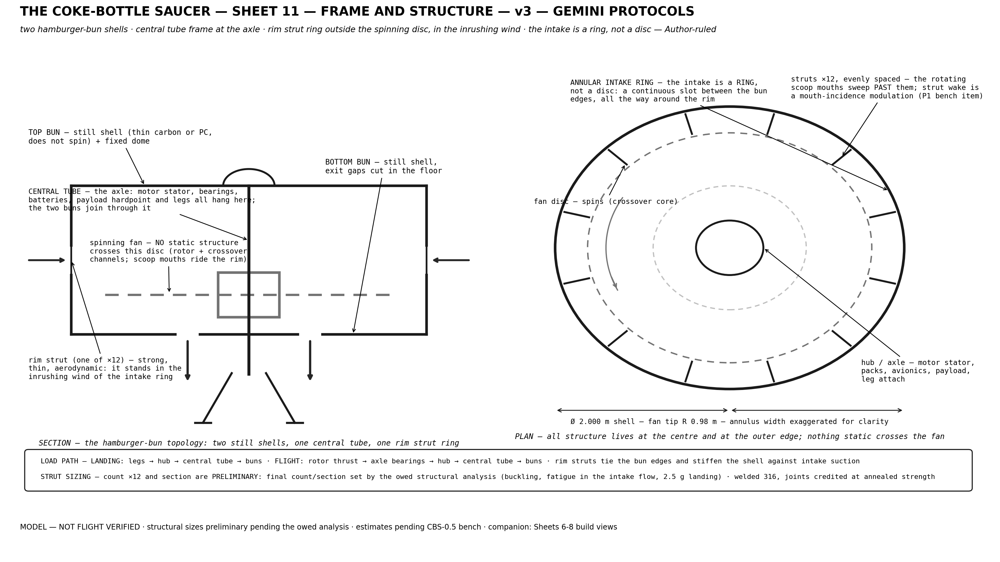 THE COKE-BOTTLE SAUCER — SHEET 11 — FRAME AND STRUCTURE — v3 — GEMINI PROTOCOLS
two hamburger-bun shells · central tube frame at the axle · rim strut ring outside the spinning disc, in the inrushing wind · the intake is a ring, not a disc — Author-ruled
TOP BUN — still shell (thin carbon or PC,
does not spin) + fixed dome
BOTTOM BUN — still shell,
exit gaps cut in the floor
CENTRAL TUBE — the axle: motor stator, bearings,
batteries, payload hardpoint and legs all hang here;
the two buns join through it
spinning fan — NO static structure
crosses this disc (rotor + crossover
channels; scoop mouths ride the rim)
rim strut (one of ×12) — strong,
thin, aerodynamic: it stands in the
inrushing wind of the intake ring
SECTION — the hamburger-bun topology: two still shells, one central tube, one rim strut ring
ANNULAR INTAKE RING — the intake is a RING,
not a disc: a continuous slot between the bun
edges, all the way around the rim
struts ×12, evenly spaced — the rotating
scoop mouths sweep PAST them; strut wake is
a mouth-incidence modulation (P1 bench item)
fan disc — spins (crossover core)
hub / axle — motor stator,
packs, avionics, payload,
leg attach
Ø 2.000 m shell — fan tip R 0.98 m — annulus width exaggerated for clarity
PLAN — all structure lives at the centre and at the outer edge; nothing static crosses the fan
LOAD PATH — LANDING: legs → hub → central tube → buns · FLIGHT: rotor thrust → axle bearings → hub → central tube → buns · rim struts tie the bun edges and stiffen the shell against intake suction
STRUT SIZING — count ×12 and section are PRELIMINARY: final count/section set by the owed structural analysis (buckling, fatigue in the intake flow, 2.5 g landing) · welded 316, joints credited at annealed strength
MODEL — NOT FLIGHT VERIFIED · structural sizes preliminary pending the owed analysis · estimates pending CBS-0.5 bench · companion: Sheets 6-8 build views